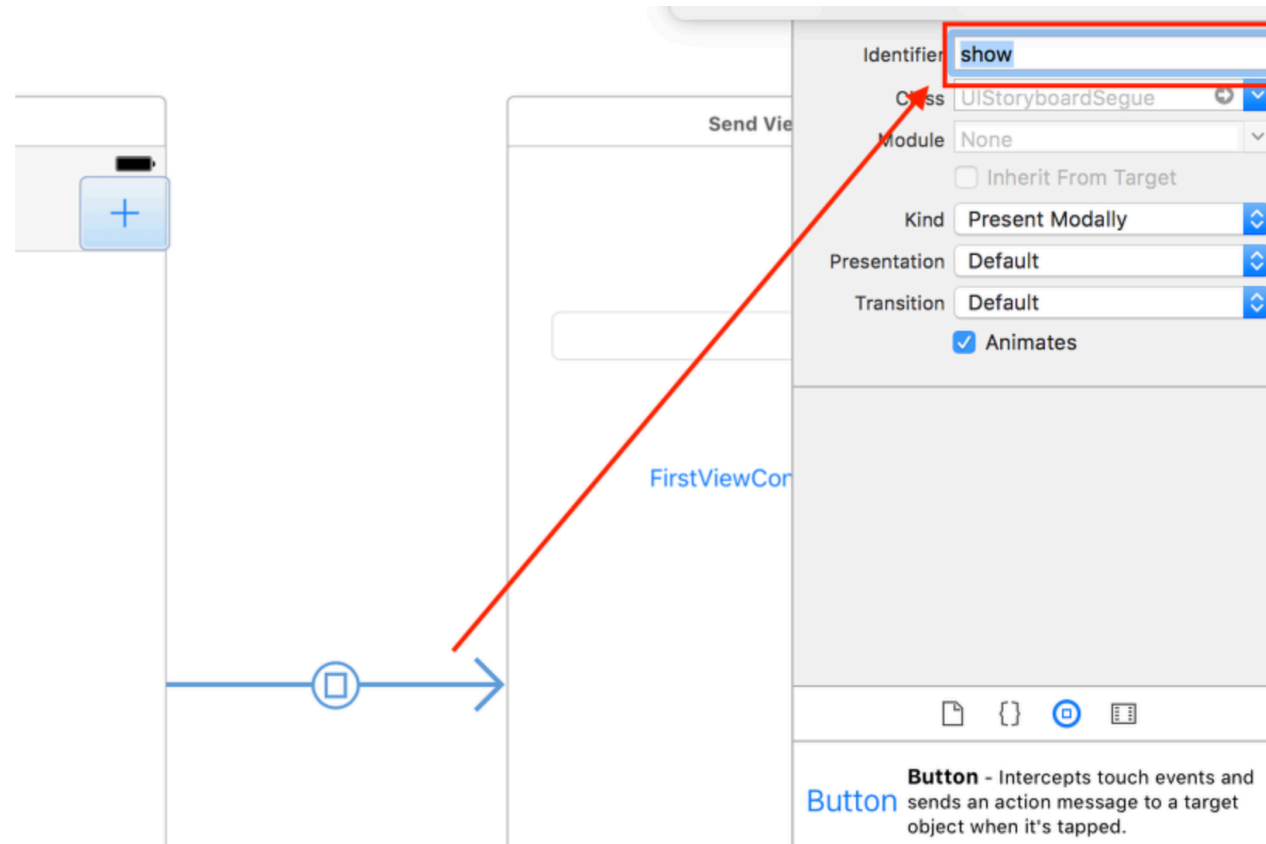 Identifier show
Class UIStoryboardSegue
Module None
Inherit From Target
Kind Present Modally
Presentation Default
Transition Default
Animates
Send Vie
FirstViewCon
{}
Button
Button - Intercepts touch events and
sends an action message to a target
object when it's tapped.